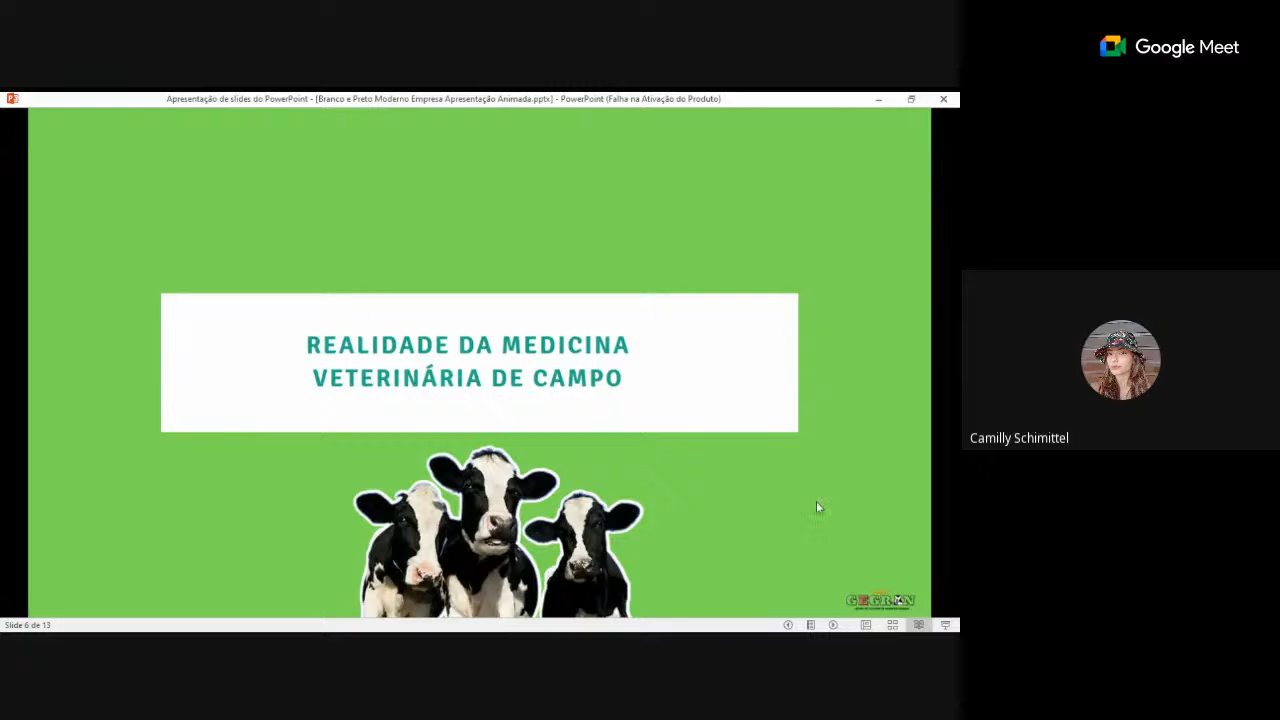 Google Meet
Apresentação de slides do PowerPoint - [Branco e Preto Moderno Empresa Apresentação Animada.pptx] - PowerPoint (Falha na Ativação do Produto)
REALIDADE DA MEDICINA
VETERINÁRIA DE CAMPO
Camilly Schimittel
Slide 6 de 13